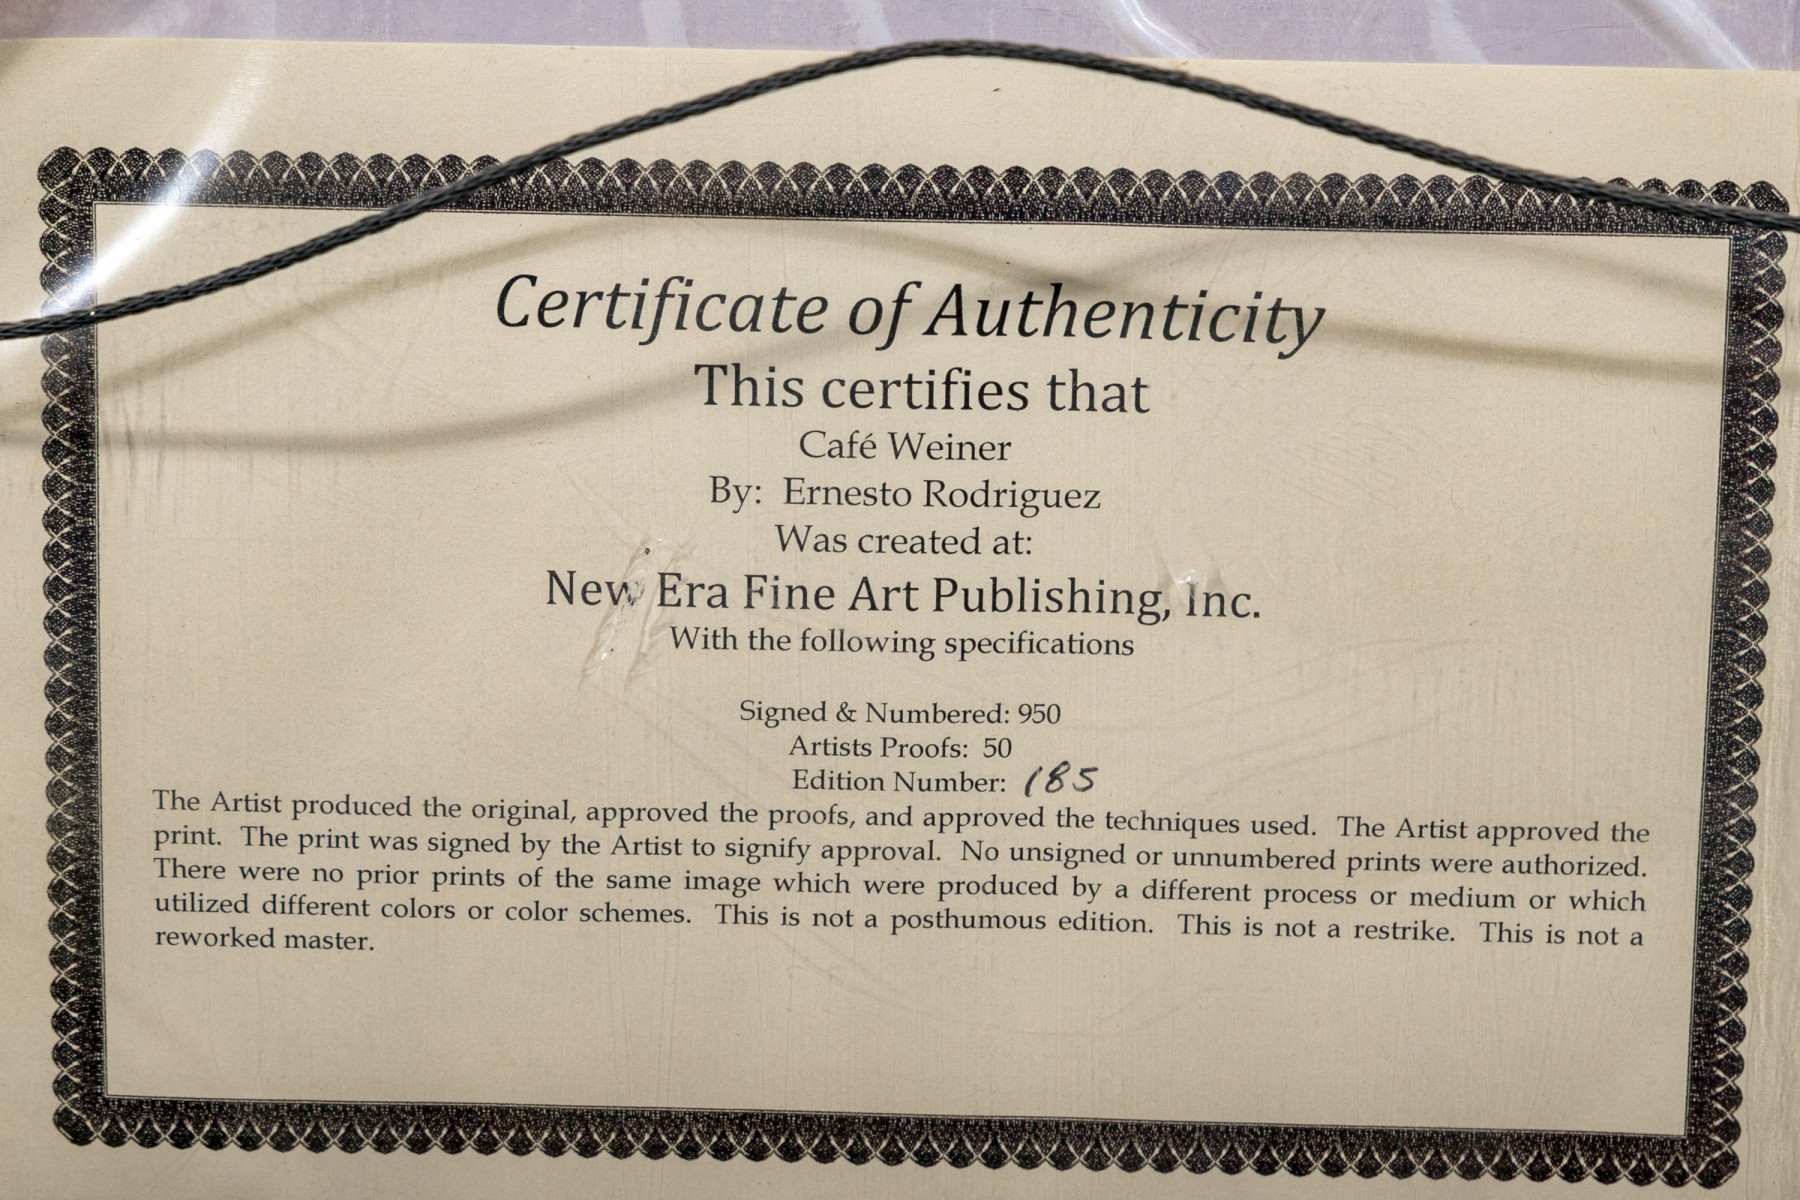 Certificate of Authenticity
This certifies that
Café Weiner
By: Ernesto Rodriguez
Was created at:
New Era Fine Art Publishing, Inc.
With the following specifications
Signed & Numbered: 950
Artists Proofs: 50
Edition Number: 185
The Artist produced the original, approved the proofs, and approved the techniques used. The Artist approved the
print. The print was signed by the Artist to signify approval. No unsigned or unnumbered prints were authorized.
There were no prior prints of the same image which were produced by a different process or medium or which
utilized different colors or color schemes. This is not a posthumous edition. This is not a restrike. This is not a
reworked master.